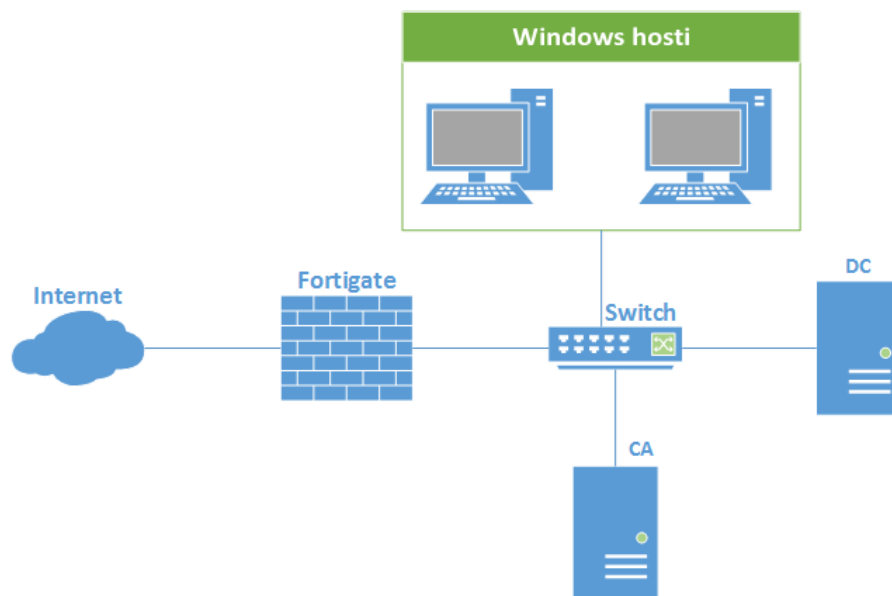 Windows hosti
Internet
Fortigate
Switch
DC
CA